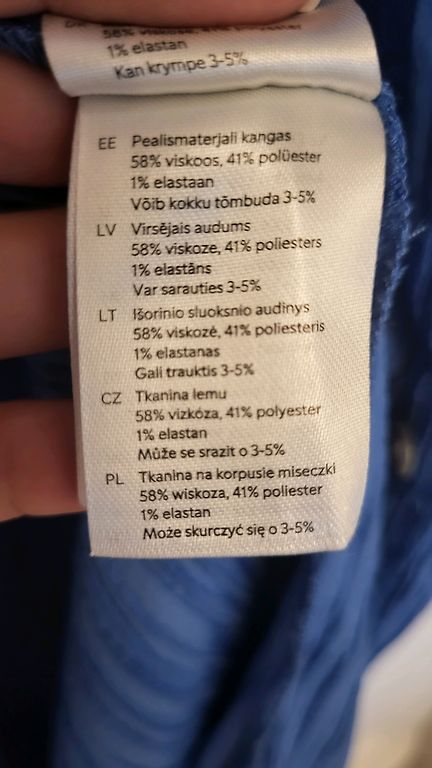 1% elastan
Kan krympe 3-5%
EE Pealismaterjali kangas
58% viskoos, 41% polüester
1% elastaan
Võib kokku tõmbuda 3-5%
LV Virsējais audums
58% viskoze, 41% poliesters
1% elastāns
Var sarauties 3-5%
LT Išorinio sluoksnio audinys
58% viskozė, 41% poliesteris
1% elastanas
Gali trauktis 3-5%
CZ Tkanina lemu
58% vizkóza, 41% polyester
1% elastan
Může se srazit o 3-5%
PL Tkanina na korpusie miseczki
58% wiskoza, 41% poliester
1% elastan
Może skurczyć się o 3-5%